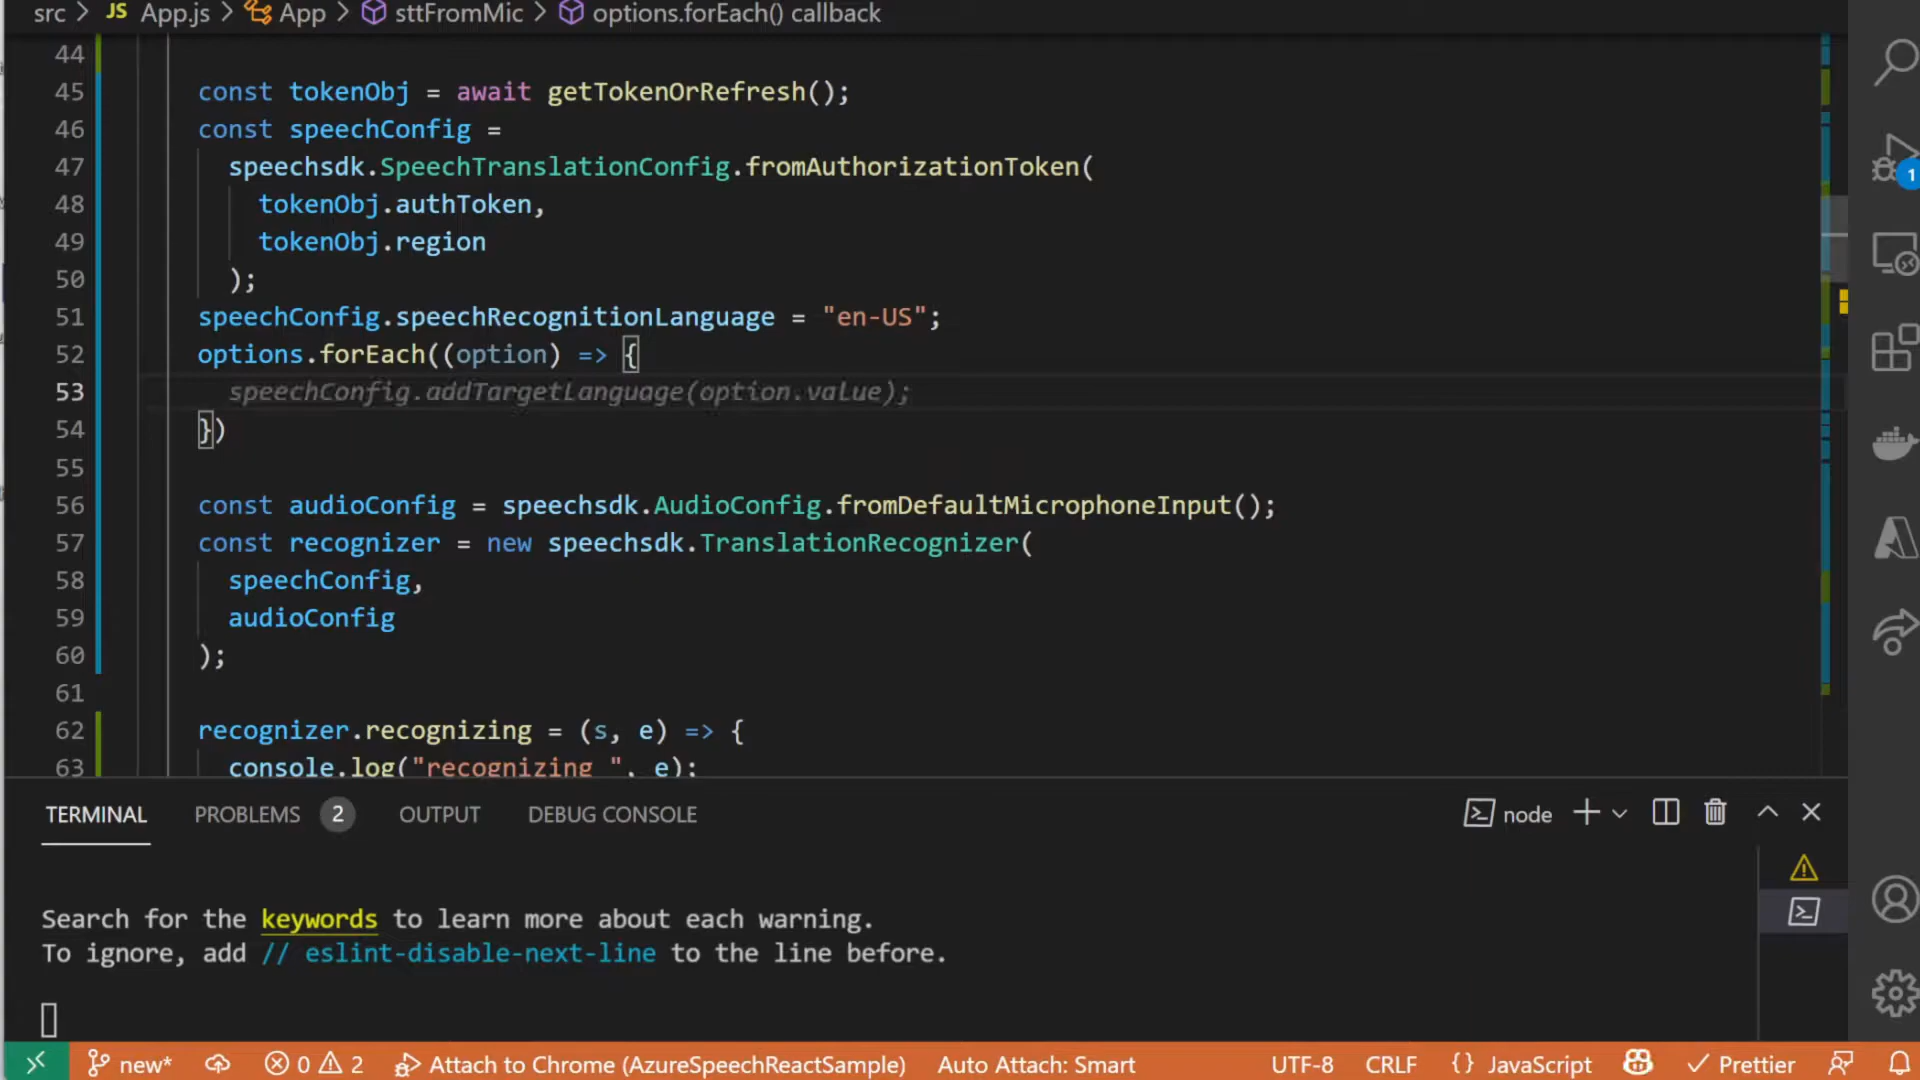 src > JS App.js > App > sttFromMic > options.forEach() callback
44
45 const tokenObj = await getTokenOrRefresh();
46 const speechConfig =
47 speechsdk.SpeechTranslationConfig.fromAuthorizationToken(
48 tokenObj.authToken,
49 tokenObj.region
50 );
51 speechConfig.speechRecognitionLanguage = "en-US";
52 options.forEach((option) => {
53 speechConfig.addTargetLanguage(option.value);
54 })
55
56 const audioConfig = speechsdk.AudioConfig.fromDefaultMicrophoneInput();
57 const recognizer = new speechsdk.TranslationRecognizer(
58 speechConfig,
59 audioConfig
60 );
61
62 recognizer.recognizing = (s, e) => {
63 console.log("recognizing ", e);
1
TERMINAL PROBLEMS 2 OUTPUT DEBUG CONSOLE node
Search for the keywords to learn more about each warning.
To ignore, add // eslint-disable-next-line to the line before.
new* 0 2 Attach to Chrome (AzureSpeechReactSample) Auto Attach: Smart UTF-8 CRLF {} JavaScript Prettier